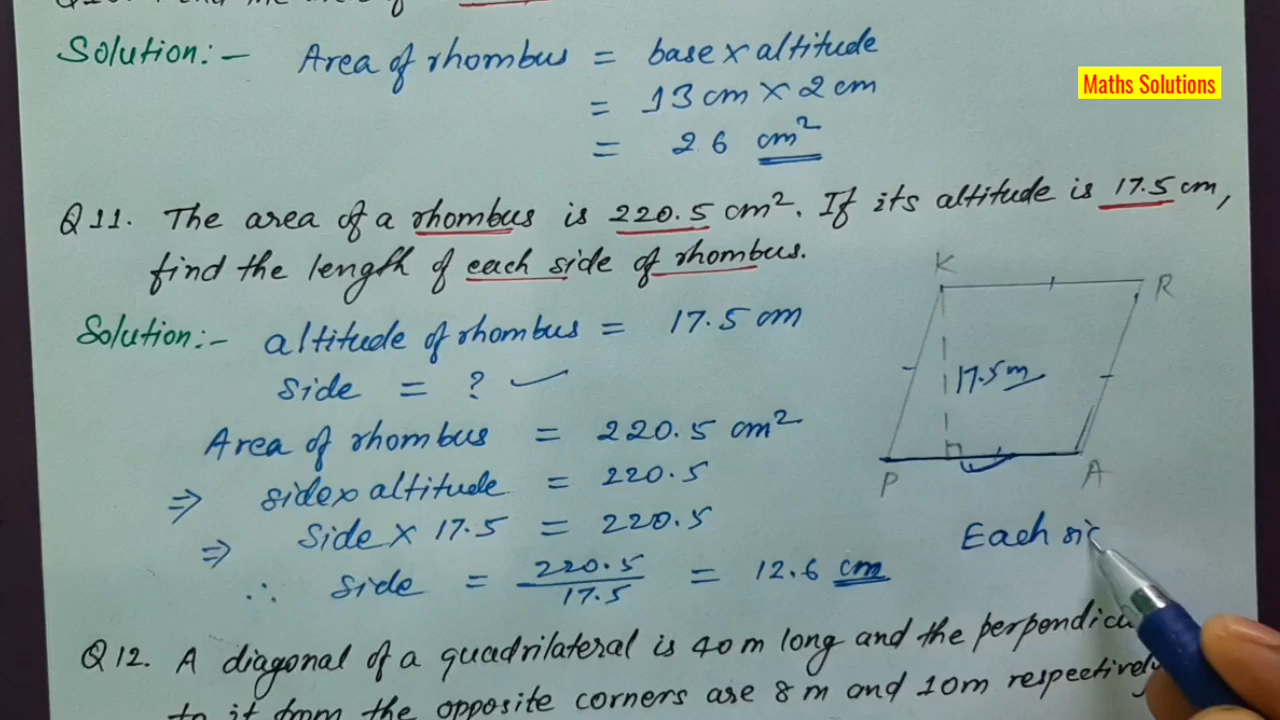 Solution:- Area of rhombus = base x altitude
Maths Solutions
= 13 cm x 2 cm
= 26 cm²
Q11. The area of a rhombus is 220.5 cm². If its altitude is 17.5 cm,
find the length of each side of rhombus.
K
R
Solution:- altitude of rhombus = 17.5 cm
17.5 m
Side = ? ✓
Area of rhombus = 220.5 cm²
P
A
⇒ side x altitude = 220.5
⇒ Side x 17.5 = 220.5
Each si
∴ Side = 220.5/17.5 = 12.6 cm
Q12. A diagonal of a quadrilateral is 40 m long and the perpendicu
to it from the opposite corners are 8 m and 10 m respectively